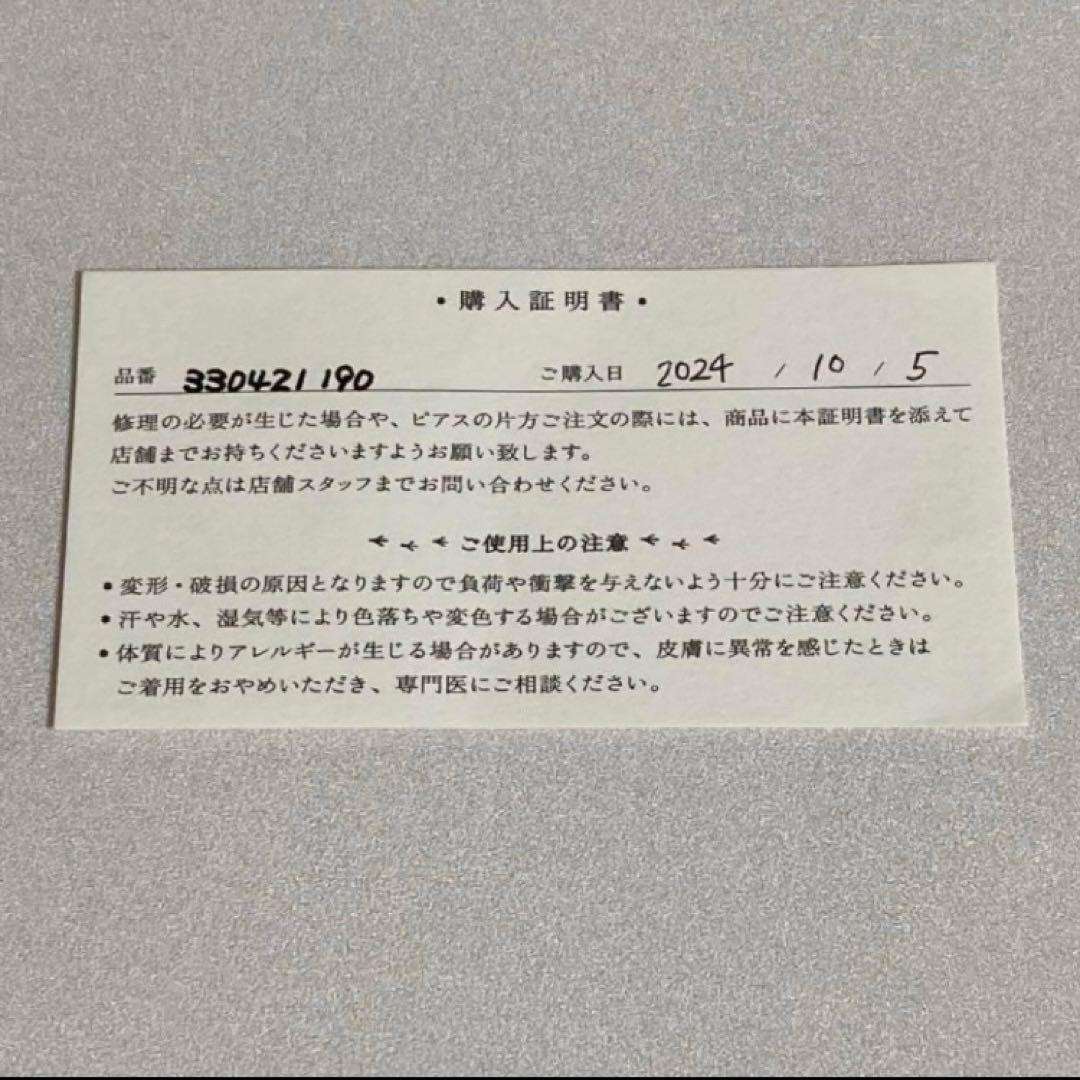 ・購入証明書・
品番 330421190 ご購入日 2024 / 10 / 5
修理の必要が生じた場合や、ピアスの片方ご注文の際には、商品に本証明書を添えて
店舗までお持ちくださいますようお願い致します。
ご不明な点は店舗スタッフまでお問い合わせください。
ご使用上の注意
・変形・破損の原因となりますので負荷や衝撃を与えないよう十分にご注意ください。
・汗や水、湿気等により色落ちや変色する場合がございますのでご注意ください。
・体質によりアレルギーが生じる場合がありますので、皮膚に異常を感じたときは
ご着用をおやめいただき、専門医にご相談ください。